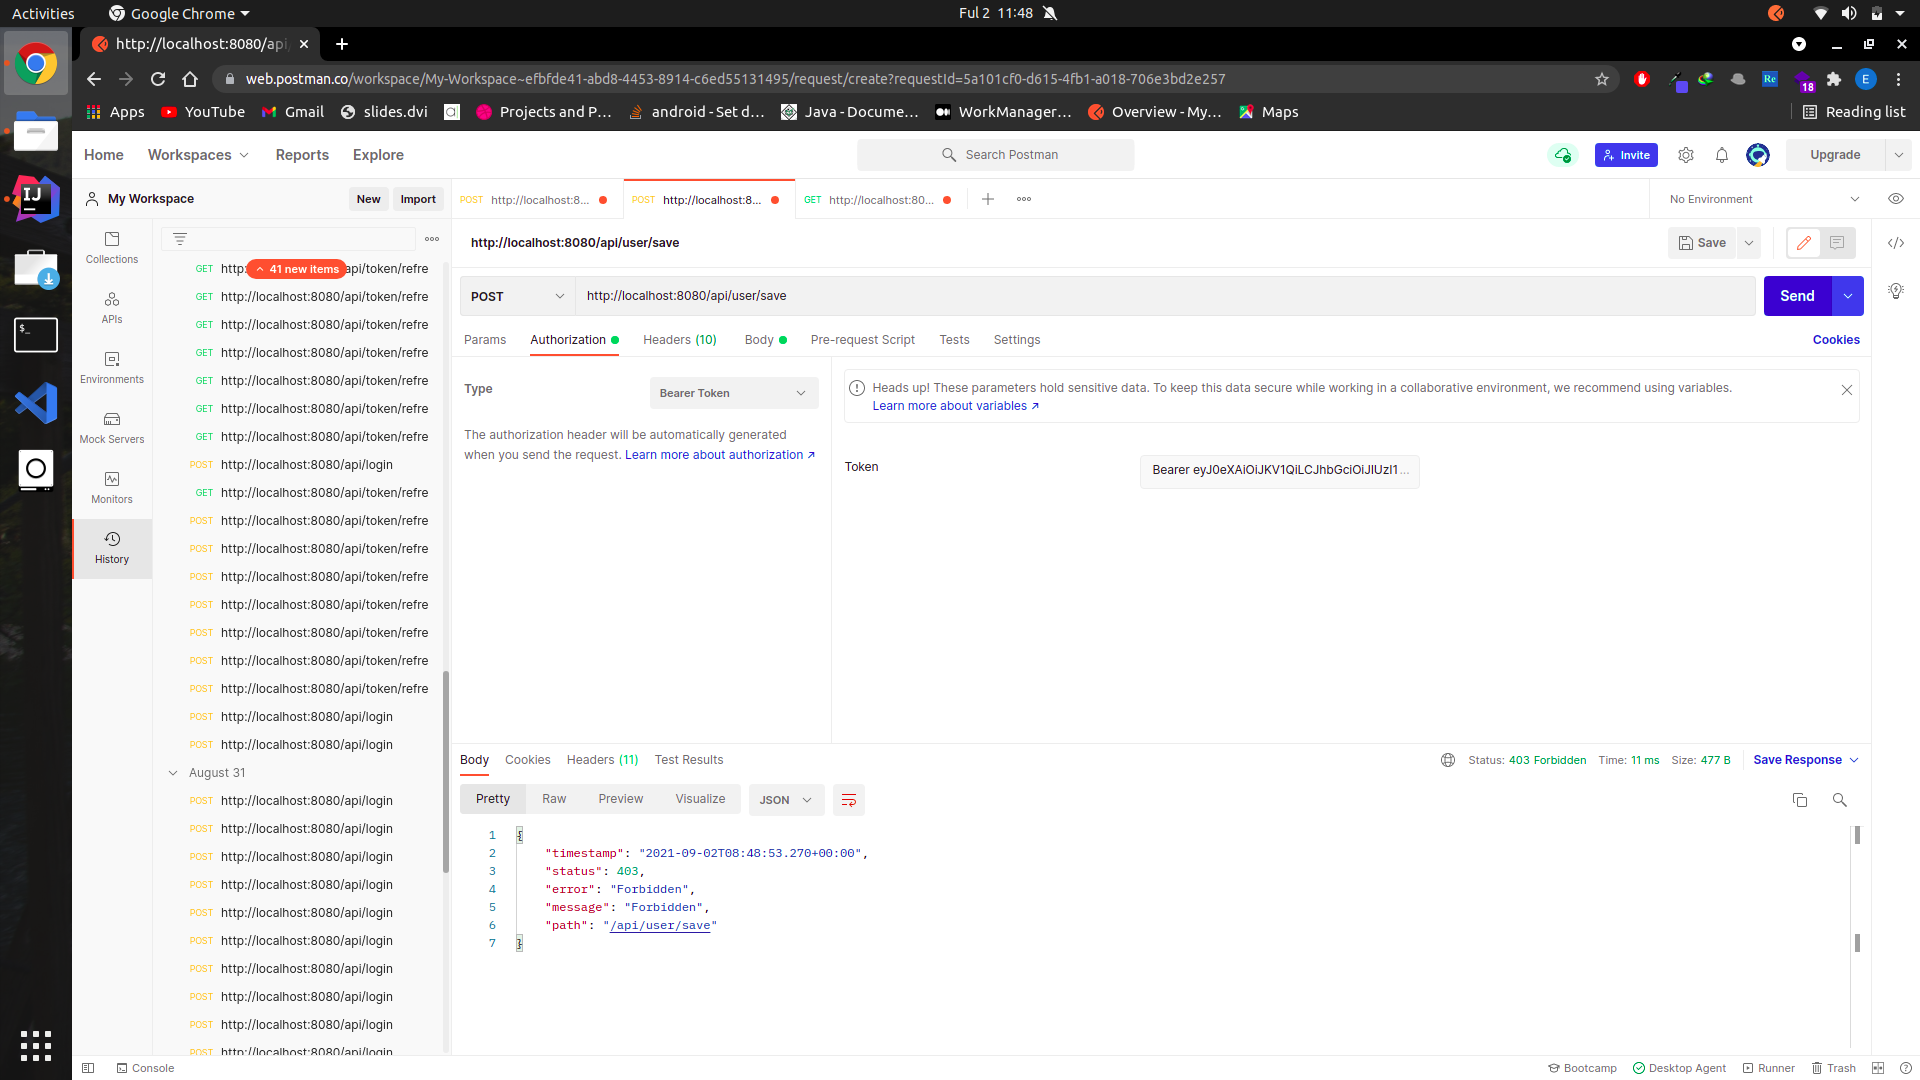 Activities
Google Chrome
Ful 2 11:48
http://localhost:8080/api
web.postman.co/workspace/My-Workspace~efbfde41-abd8-4453-8914-c6ed55131495/request/create?requestId=5a101cf0-d615-4fb1-a018-706e3bd2e257
Re
18
E
Apps
YouTube
Gmail
slides.dvi
Projects and P...
android - Set d...
Java - Docume...
WorkManager...
Overview - My...
Maps
Reading list
Home
Workspaces
Reports
Explore
Search Postman
Invite
Upgrade
My Workspace
New
Import
POST http://localhost:8...
POST http://localhost:8...
GET http://localhost:80...
No Environment
Collections
APIs
Environments
Mock Servers
Monitors
History
41 new items
GET http: api/token/refre
GET http://localhost:8080/api/token/refre
GET http://localhost:8080/api/token/refre
GET http://localhost:8080/api/token/refre
GET http://localhost:8080/api/token/refre
GET http://localhost:8080/api/token/refre
GET http://localhost:8080/api/token/refre
POST http://localhost:8080/api/login
GET http://localhost:8080/api/token/refre
POST http://localhost:8080/api/token/refre
POST http://localhost:8080/api/token/refre
POST http://localhost:8080/api/token/refre
POST http://localhost:8080/api/token/refre
POST http://localhost:8080/api/token/refre
POST http://localhost:8080/api/token/refre
POST http://localhost:8080/api/token/refre
POST http://localhost:8080/api/login
POST http://localhost:8080/api/login
August 31
POST http://localhost:8080/api/login
POST http://localhost:8080/api/login
POST http://localhost:8080/api/login
POST http://localhost:8080/api/login
POST http://localhost:8080/api/login
POST http://localhost:8080/api/login
POST http://localhost:8080/api/login
POST http://localhost:8080/api/login
POST http://localhost:8080/api/login
POST http://localhost:8080/api/login
http://localhost:8080/api/user/save
Save
POST
http://localhost:8080/api/user/save
Send
Params
Authorization
Headers (10)
Body
Pre-request Script
Tests
Settings
Cookies
Type
Bearer Token
The authorization header will be automatically generated
when you send the request. Learn more about authorization ↗
Heads up! These parameters hold sensitive data. To keep this data secure while working in a collaborative environment, we recommend using variables.
Learn more about variables ↗
Token
Bearer eyJ0eXAiOiJKV1QiLCJhbGciOiJIUzI1...
Body
Cookies
Headers (11)
Test Results
Status: 403 Forbidden
Time: 11 ms
Size: 477 B
Save Response
Pretty
Raw
Preview
Visualize
JSON
1 {
2 "timestamp": "2021-09-02T08:48:53.270+00:00",
3 "status": 403,
4 "error": "Forbidden",
5 "message": "Forbidden",
6 "path": "/api/user/save"
7 }
Console
Bootcamp
Desktop Agent
Runner
Trash